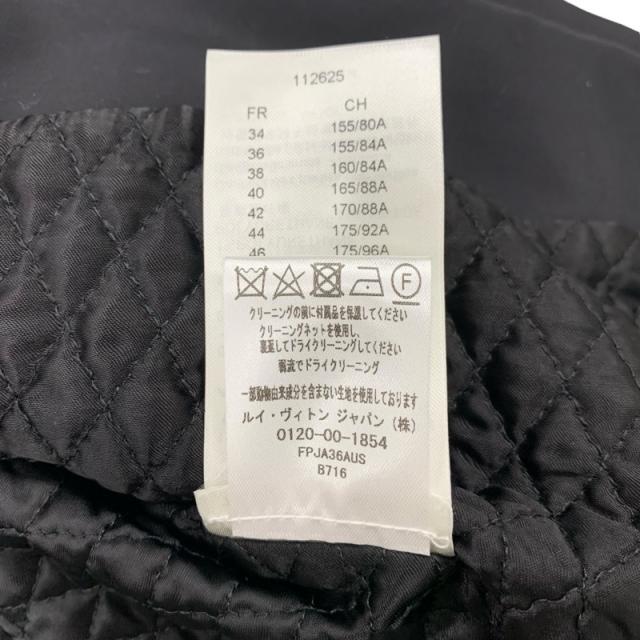 112625
FR CH
34 155/80A
36 155/84A
38 160/84A
40 165/88A
42 170/88A
44 175/92A
46 175/96A
F
クリーニングの際に付属品を保護してください
クリーニングネットを使用し、
裏返してドライクリーニングしてください
弱流でドライクリーニング
一部動物由来成分を含まない生地を使用しております
ルイ・ヴィトン ジャパン (株)
0120-00-1854
FPJA36AUS
B716